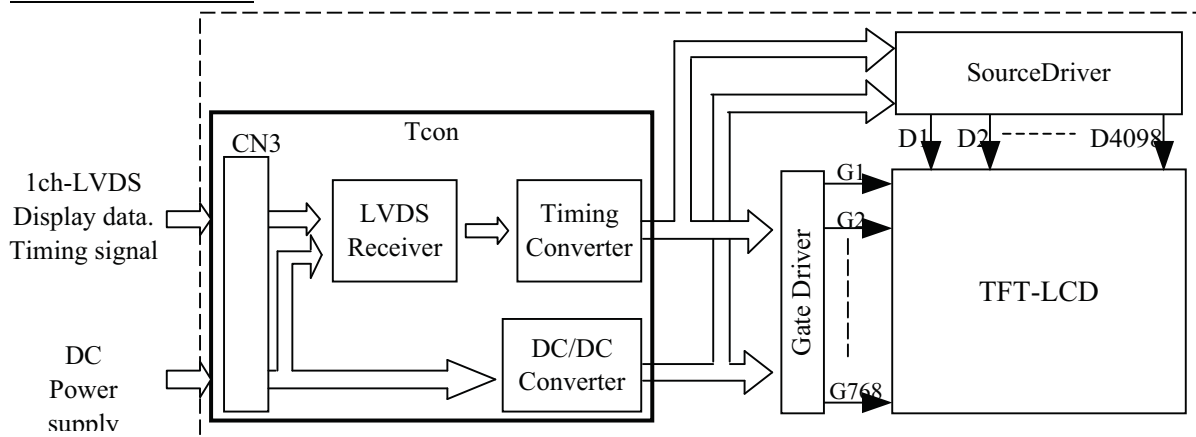 SourceDriver
Tcon
CN3
D1 D2 D4098
1ch-LVDS
Display data.
Timing signal
LVDS
Receiver
Timing
Converter
Gate Driver
G1
G2
TFT-LCD
DC
Power
supply
DC/DC
Converter
G768